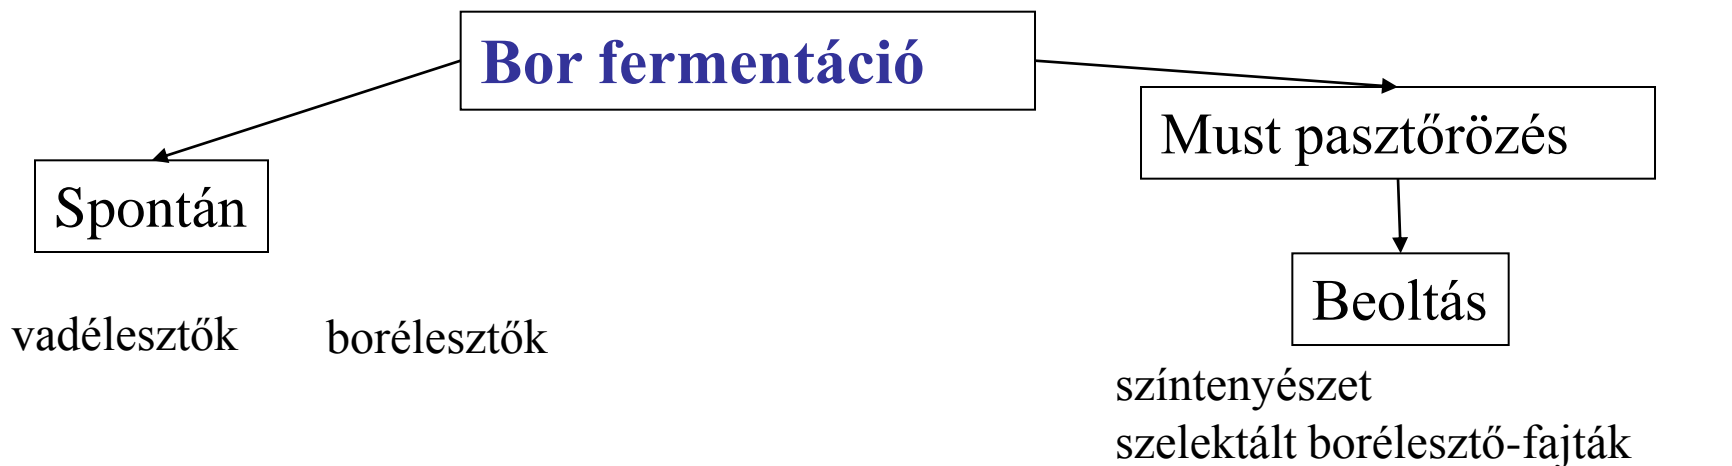 Bor fermentáció
Must pasztőrözés
Spontán
Beoltás
vadélesztők
borélesztők
színtenyészet
szelektált borélesztő-fajták